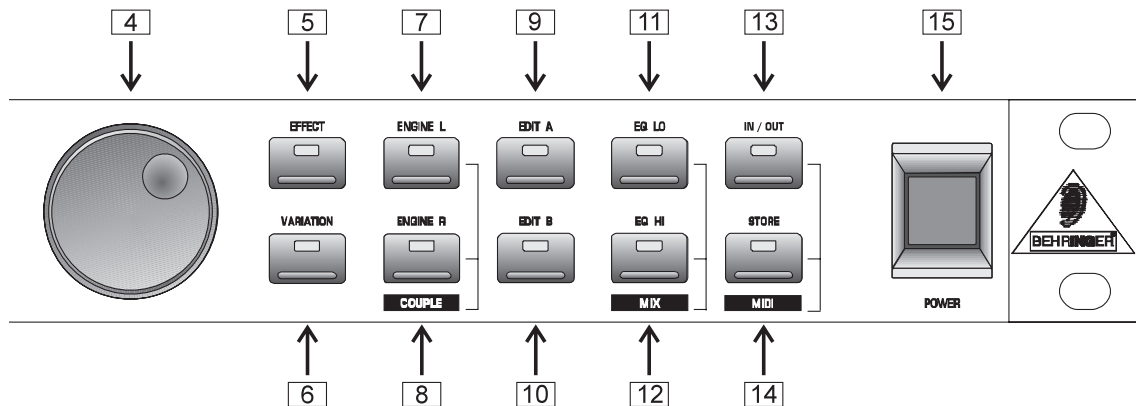 4 5 7 9 11 13 15
EFFECT ENGINE L EDIT A EQ LO IN / OUT
VARIATION ENGINE R EDIT B EQ HI STORE
BEHRINGER
COUPLE MIX MIDI POWER
6 8 10 12 14